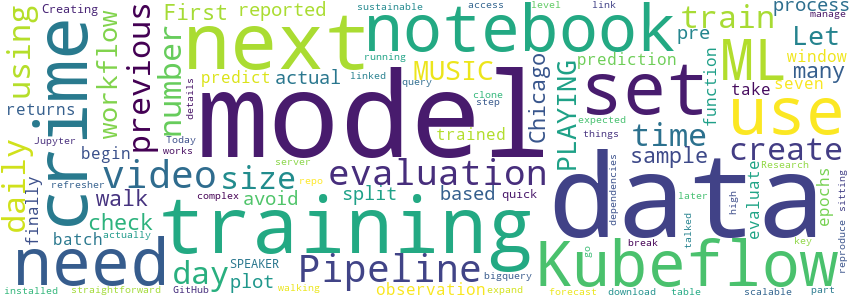 sustainable access level link
Creating First reported next notebook train process manage
using crime workflow previous number running ML Let
predict actual linked MUSIC query pre prediction window many
model clone step Chicago PLAYING set function seven use
returns details trained expected things take
Jupyter Today begin works time create
daily finally refresher video size evaluation sample Research
server walk split based quick dependencies evaluate epochs sitting
repo check avoid complex actually later talked high reproduce
batch training break data key
need day SPEAKER Pipeline bigquery Kubeflow go
installed straightforward GitHub plot walking observation expand forecast download table scalable part